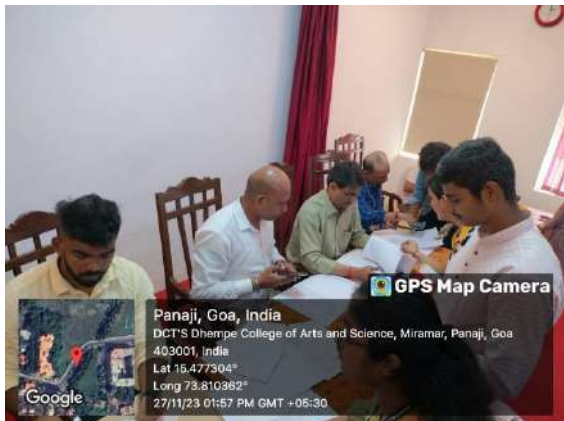 GPS Map Camera
Panaji, Goa, India
DCT'S Dhempe College of Arts and Science, Miramar, Panaji, Goa
403001, India
Lat 15.477304°
Long 73.810362°
27/11/23 01:57 PM GMT +05:30
Google